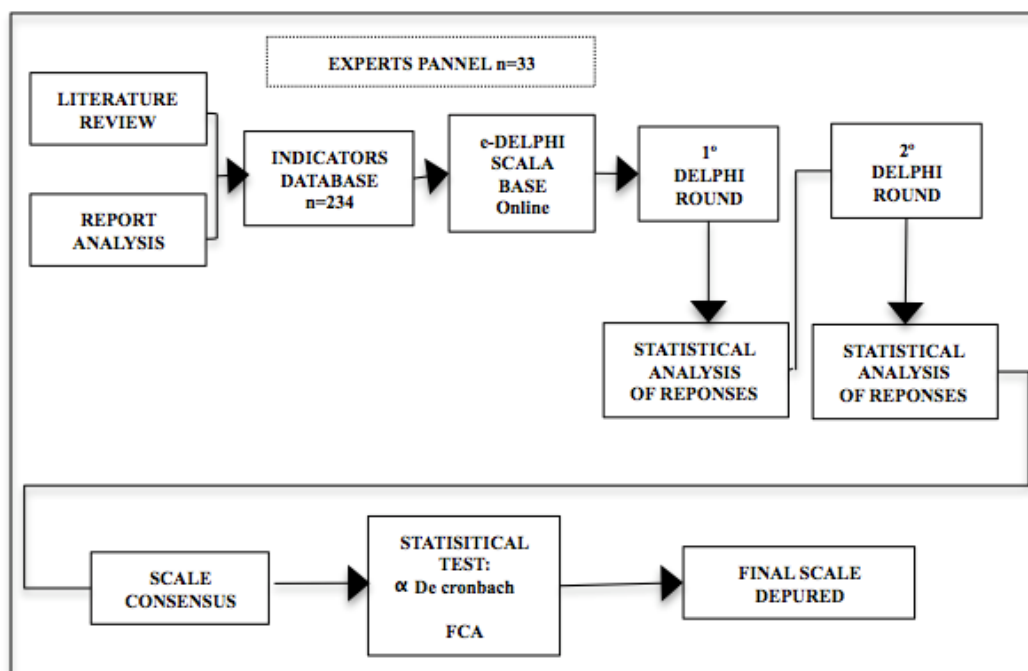 EXPERTS PANNEL n=33
LITERATURE
REVIEW
REPORT
ANALYSIS
INDICATORS
DATABASE
n=234
e-DELPHI
SCALA
BASE
Online
1º
DELPHI
ROUND
STATISTICAL
ANALYSIS
OF REPONSES
2º
DELPHI
ROUND
STATISTICAL
ANALYSIS
OF REPONSES
SCALE
CONSENSUS
STATISITICAL
TEST:
α De cronbach
FCA
FINAL SCALE
DEPURED